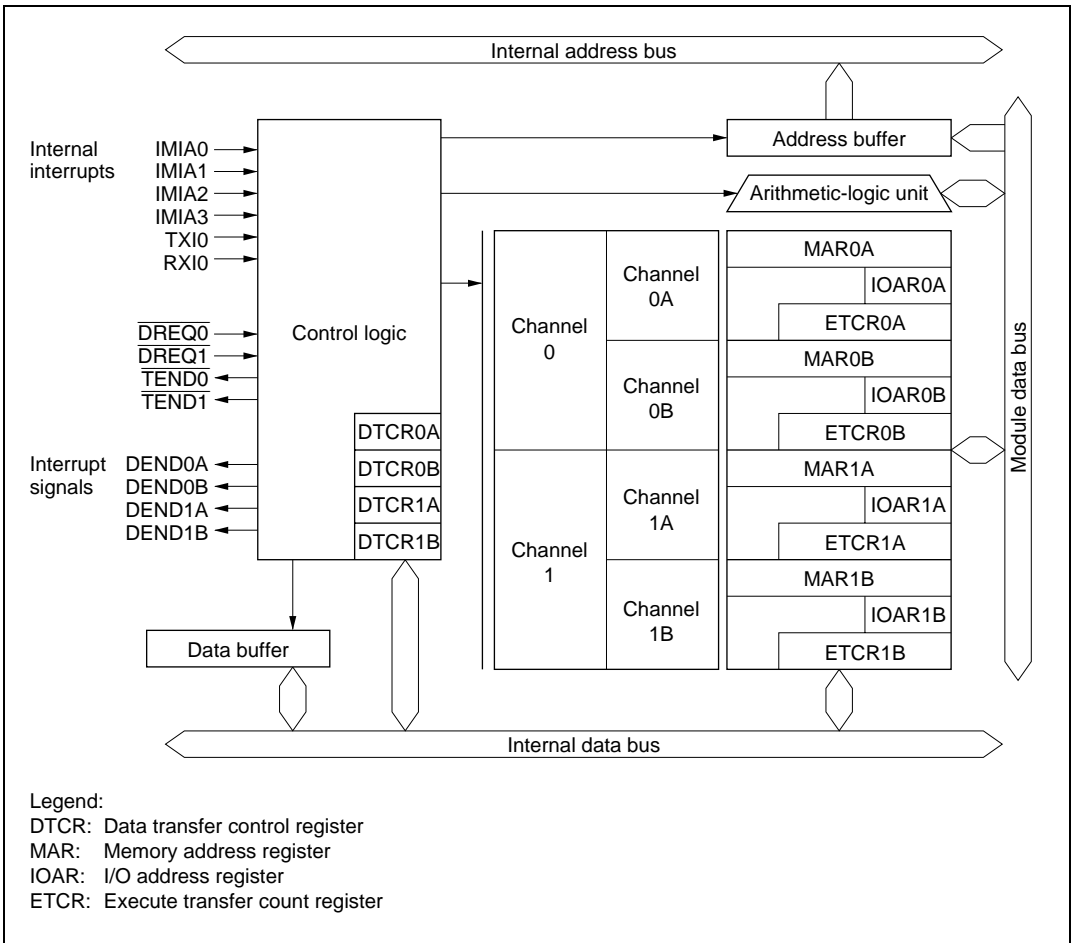 Internal address bus
Address buffer
Internal
interrupts
IMIA0
IMIA1
IMIA2
IMIA3
TXI0
RXI0
Arithmetic-logic unit
DREQ0
DREQ1
TEND0
TEND1
Control logic
Interrupt
signals
DEND0A
DEND0B
DEND1A
DEND1B
DTCR0A
DTCR0B
DTCR1A
DTCR1B
Channel
0
Channel
0A
Channel
0B
Channel
1
Channel
1A
Channel
1B
MAR0A
IOAR0A
ETCR0A
MAR0B
IOAR0B
ETCR0B
MAR1A
IOAR1A
ETCR1A
MAR1B
IOAR1B
ETCR1B
Module data bus
Data buffer
Internal data bus
Legend:
DTCR: Data transfer control register
MAR: Memory address register
IOAR: I/O address register
ETCR: Execute transfer count register